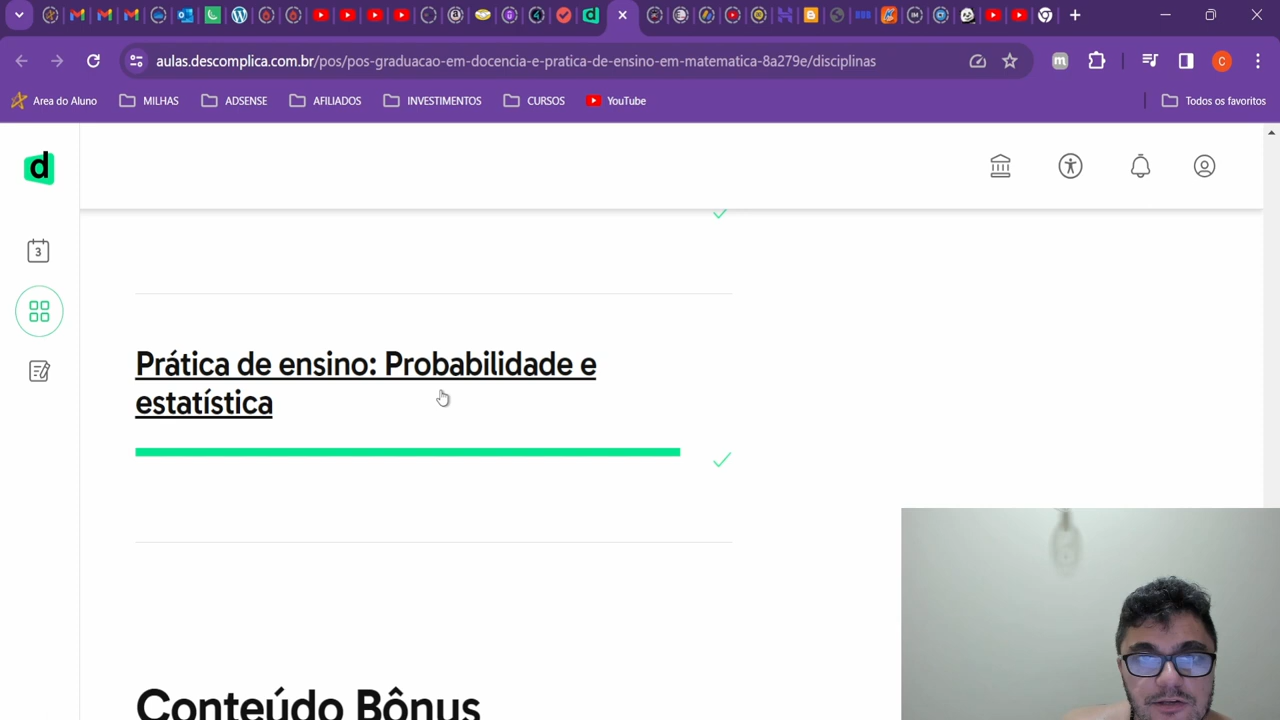 aulas.descomplica.com.br/pos/pos-graduacao-em-docencia-e-pratica-de-ensino-em-matematica-8a279e/disciplinas
C
Area do Aluno
MILHAS
ADSENSE
AFILIADOS
INVESTIMENTOS
CURSOS
YouTube
Todos os favoritos
d
3
Prática de ensino: Probabilidade e
estatística
Conteúdo Bônus